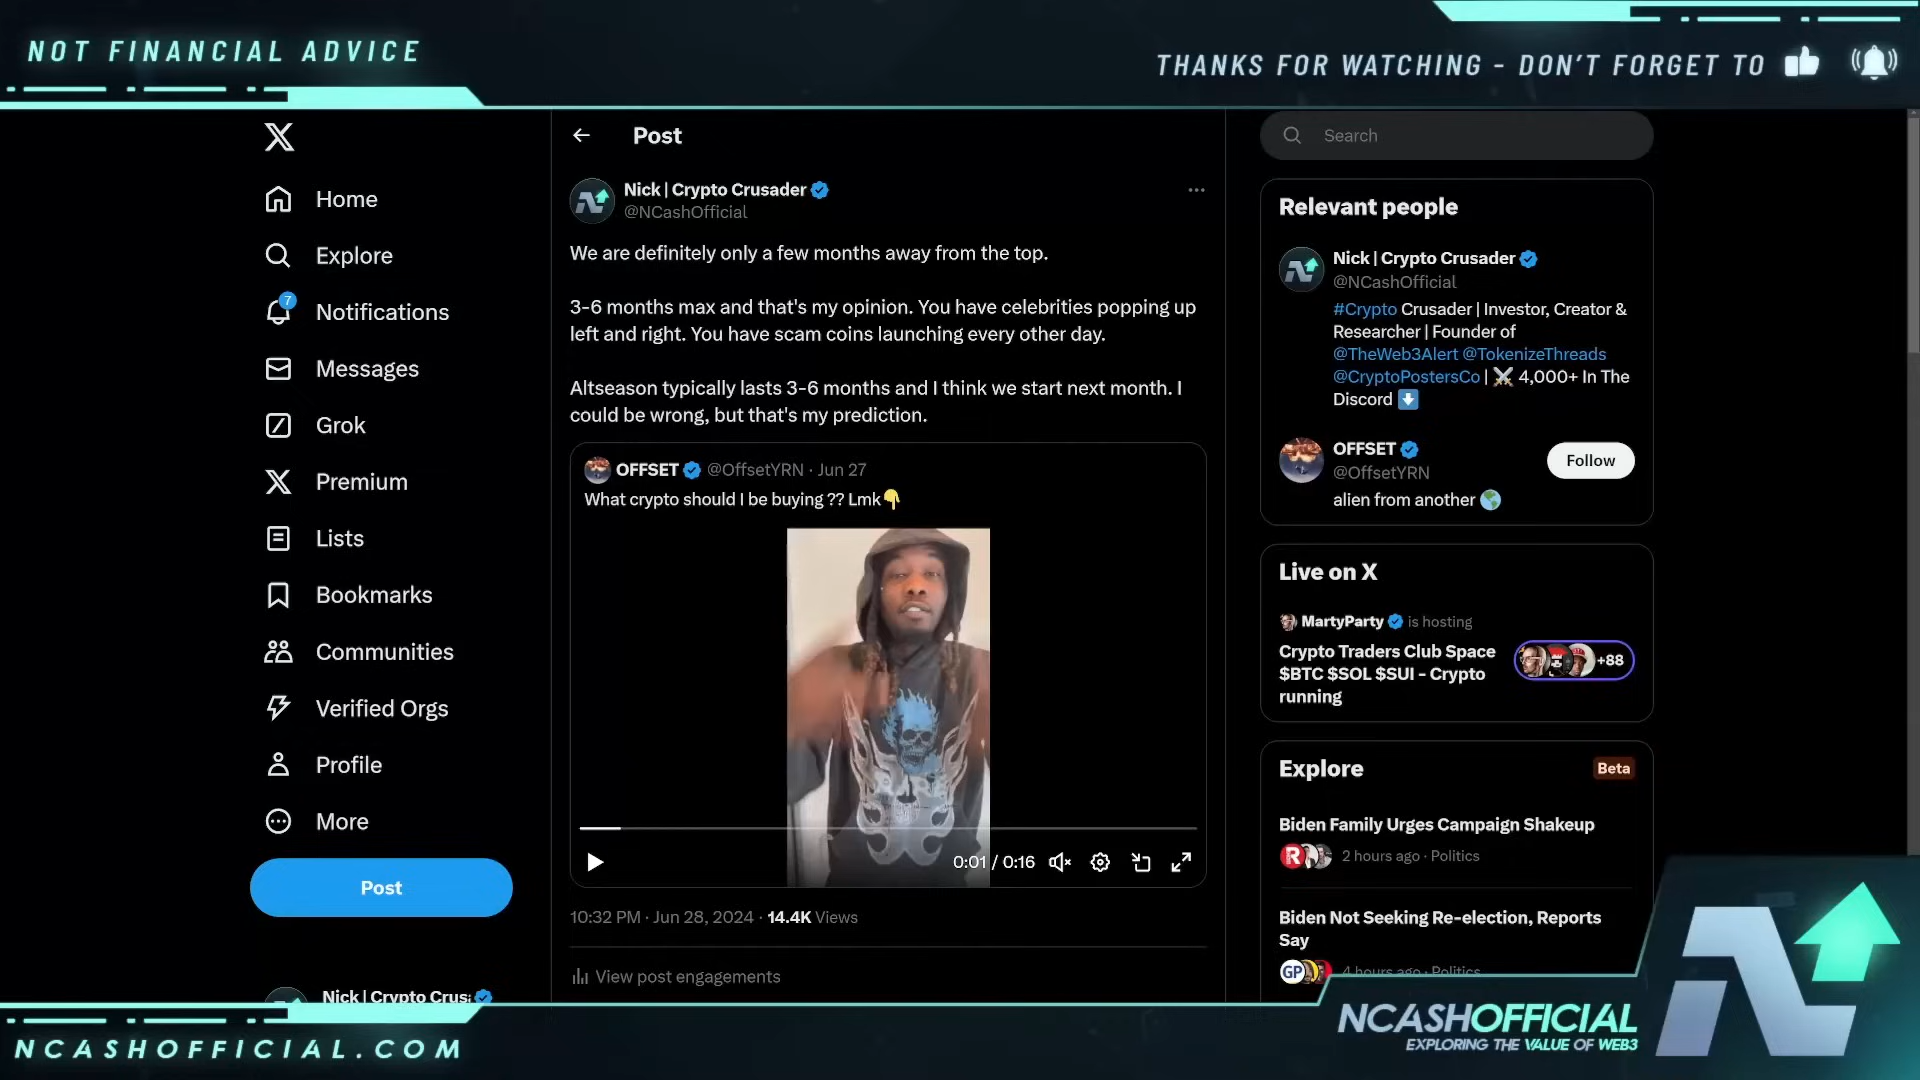 NOT FINANCIAL ADVICE
THANKS FOR WATCHING - DON'T FORGET TO
Home
Explore
7
Notifications
Messages
Grok
Premium
Lists
Bookmarks
Communities
Verified Orgs
Profile
More
Post
Nick | Crypto Crus
Post
Nick | Crypto Crusader
@NCashOfficial
We are definitely only a few months away from the top.
3-6 months max and that's my opinion. You have celebrities popping up
left and right. You have scam coins launching every other day.
Altseason typically lasts 3-6 months and I think we start next month. I
could be wrong, but that's my prediction.
OFFSET @OffsetYRN · Jun 27
What crypto should I be buying ?? Lmk👇
0:01 / 0:16
10:32 PM · Jun 28, 2024 · 14.4K Views
View post engagements
Search
Relevant people
Nick | Crypto Crusader
@NCashOfficial
#Crypto Crusader | Investor, Creator &
Researcher | Founder of
@TheWeb3Alert @TokenizeThreads
@CryptoPostersCo | ⚔️ 4,000+ In The
Discord ⬇️
OFFSET
@OffsetYRN
Follow
alien from another 🌎
Live on X
MartyParty is hosting
Crypto Traders Club Space
$BTC $SOL $SUI - Crypto
running
+88
Explore
Beta
Biden Family Urges Campaign Shakeup
2 hours ago · Politics
Biden Not Seeking Re-election, Reports
Say
GP
4 hours ago · Politics
NCASHOFFICIAL.COM
NCASHOFFICIAL
EXPLORING THE VALUE OF WEB3